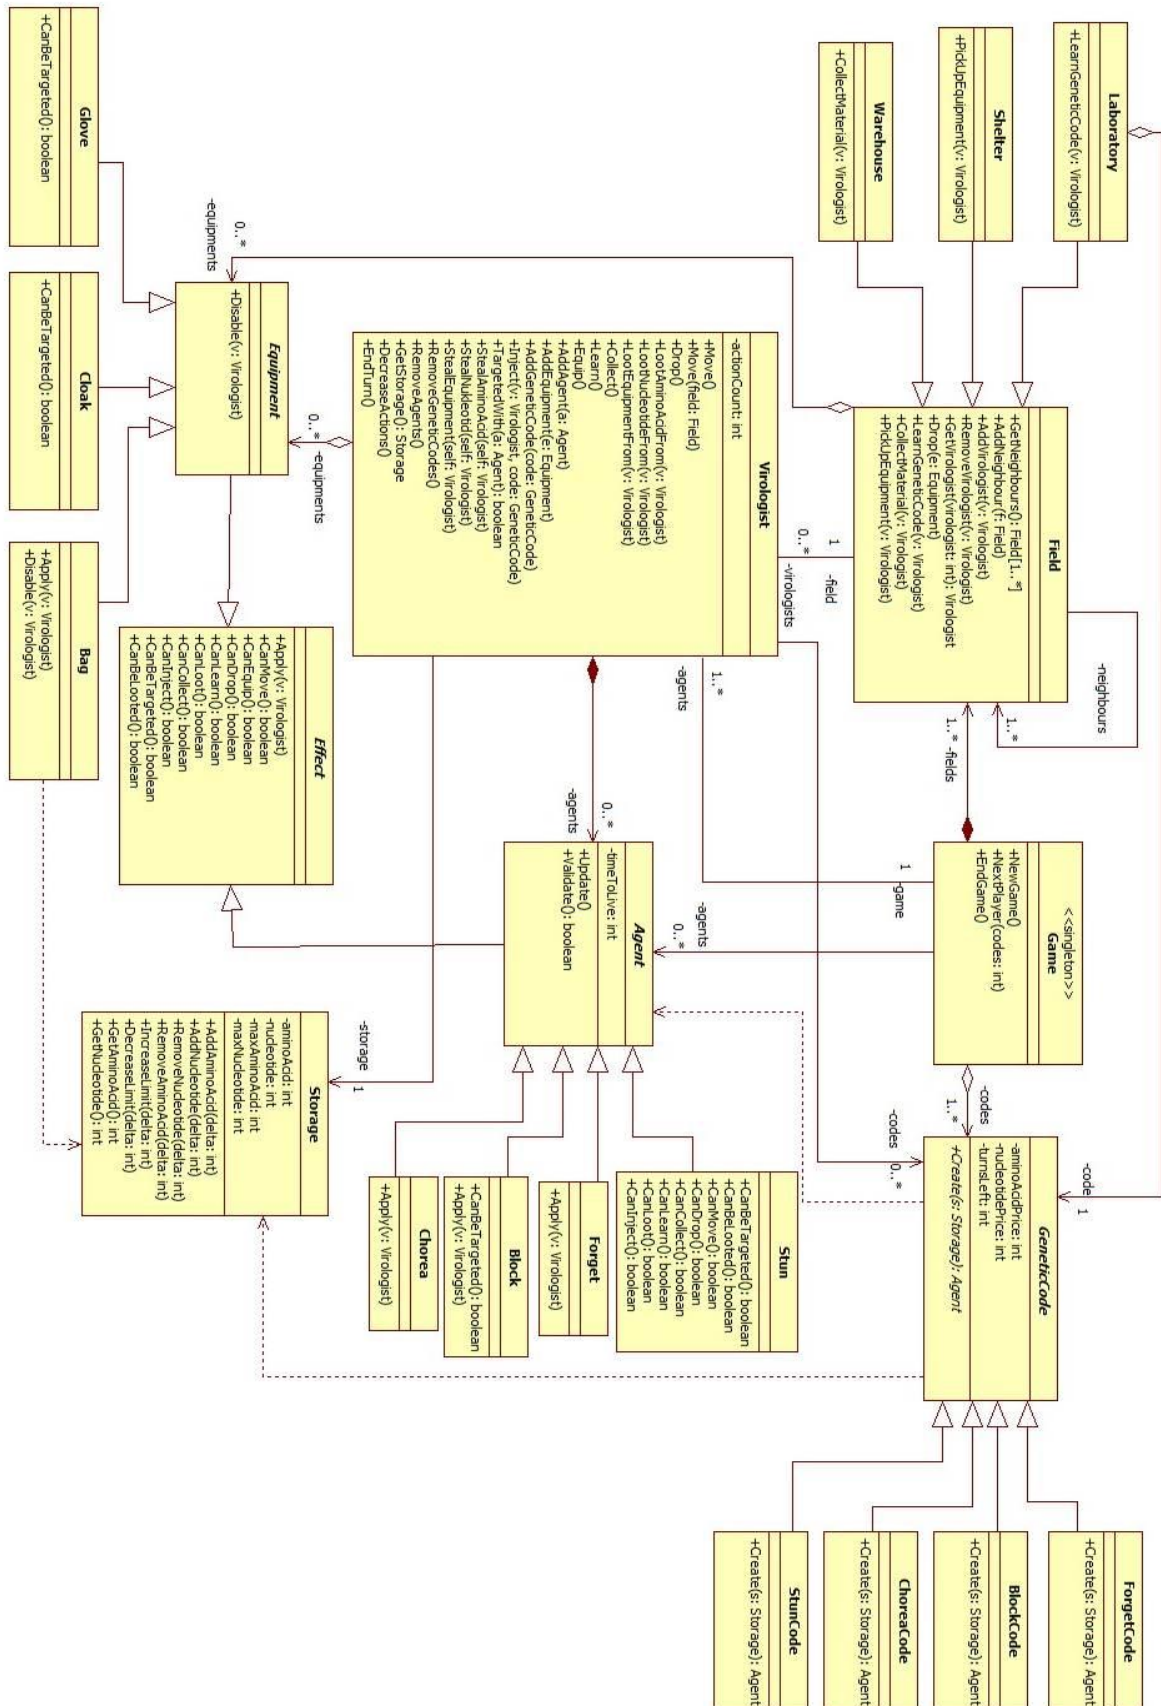 Laboratory
+LearnGeneticCode(v: Virologist)
Shelter
+PickUpEquipment(v: Virologist)
Warehouse
+CollectMaterial(v: Virologist)
Field
+GetNeighbours(): Field[1..*]
+AddNeighbour(f: Field)
+AddVirologist(v: Virologist)
+RemoveVirologist(v: Virologist)
+GetVirologist(virologist: int): Virologist
+Drop(e: Equipment)
+LearnGeneticCode(v: Virologist)
+CollectMaterial(v: Virologist)
+PickUpEquipment(v: Virologist)
-neighbours
1..*
1..*
-fields
<<singleton>>
Game
+NewGame()
+NextPlayer(codes: int)
+EndGame()
-codes
1..*
-code
1
GeneticCode
-aminoAcidPrice: int
-nucleotidePrice: int
-turnsLeft: int
+Create(s: Storage): Agent
ForgetCode
+Create(s: Storage): Agent
BlockCode
+Create(s: Storage): Agent
ChoreaCode
+Create(s: Storage): Agent
StunCode
+Create(s: Storage): Agent
1
-field
0..*
-virologists
1
-game
-agents
0..*
-codes
0..*
Virologist
-actionCount: int
+Move()
+Move(field: Field)
+Drop()
+LootAminoAcidFrom(v: Virologist)
+LootNucleotideFrom(v: Virologist)
+LootEquipmentFrom(v: Virologist)
+Collect()
+Learn()
+Equip()
+AddAgent(a: Agent)
+AddEquipment(e: Equipment)
+AddGeneticCode(code: GeneticCode)
+Inject(v: Virologist, code: GeneticCode)
+TargetedWith(a: Agent): boolean
+StealAminoAcid(self: Virologist)
+StealNukleotid(self: Virologist)
+StealEquipment(self: Virologist)
+RemoveGeneticCodes()
+RemoveAgents()
+GetStorage(): Storage
+DecreaseActions()
+EndTurn()
1..*
-agents
0..*
-agents
Agent
-timeToLive: int
+Update()
+Validate(): boolean
Stun
+CanBeTargeted(): boolean
+CanBeLooted(): boolean
+CanMove(): boolean
+CanDrop(): boolean
+CanCollect(): boolean
+CanLearn(): boolean
+CanLoot(): boolean
+CanInject(): boolean
Forget
+Apply(v: Virologist)
Block
+CanBeTargeted(): boolean
+Apply(v: Virologist)
Chorea
+Apply(v: Virologist)
0..*
-equipments
0..*
-equipments
Equipment
+Disable(v: Virologist)
Effect
+Apply(v: Virologist)
+CanMove(): boolean
+CanEquip(): boolean
+CanDrop(): boolean
+CanLearn(): boolean
+CanLoot(): boolean
+CanCollect(): boolean
+CanInject(): boolean
+CanBeTargeted(): boolean
+CanBeLooted(): boolean
-storage
1
Storage
-aminoAcid: int
-nucleotide: int
-maxAminoAcid: int
-maxNucleotide: int
+AddAminoAcid(delta: int)
+AddNucleotide(delta: int)
+RemoveNucleotide(delta: int)
+RemoveAminoAcid(delta: int)
+IncreaseLimit(delta: int)
+DecreaseLimit(delta: int)
+GetAminoAcid(): int
+GetNucleotide(): int
Glove
+CanBeTargeted(): boolean
Cloak
+CanBeTargeted(): boolean
Bag
+Apply(v: Virologist)
+Disable(v: Virologist)